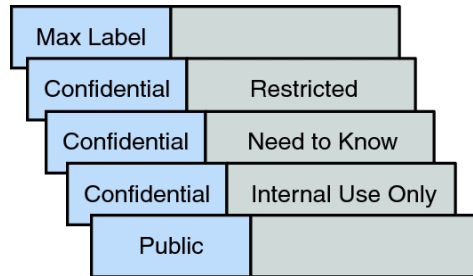 Max Label
Confidential Restricted
Confidential Need to Know
Confidential Internal Use Only
Public